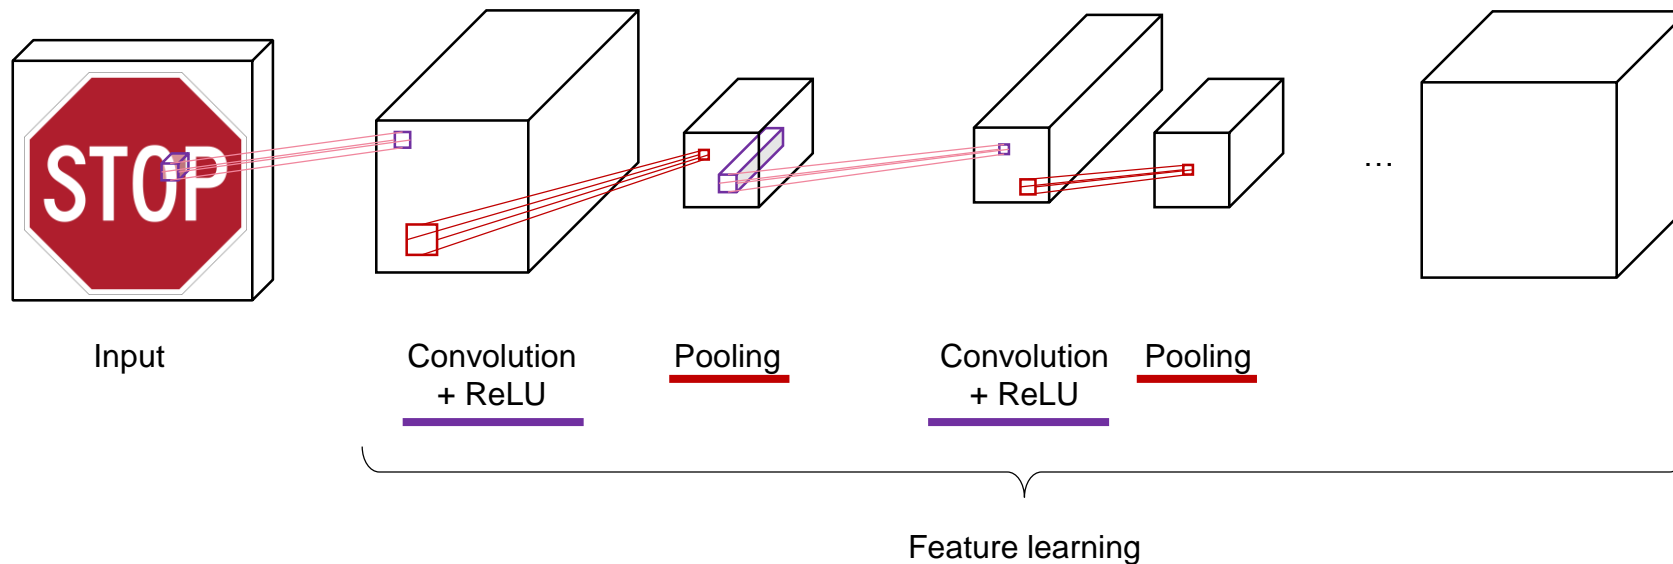 STOP
Input
Convolution
+ ReLU
Pooling
Convolution
+ ReLU
Pooling
...
Feature learning